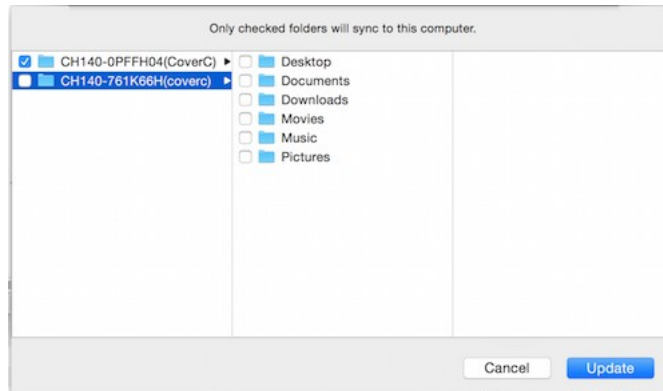 Only checked folders will sync to this computer.
CH140-0PFFH04(CoverC)
CH140-761K66H(coverc)
Desktop
Documents
Downloads
Movies
Music
Pictures
Cancel
Update